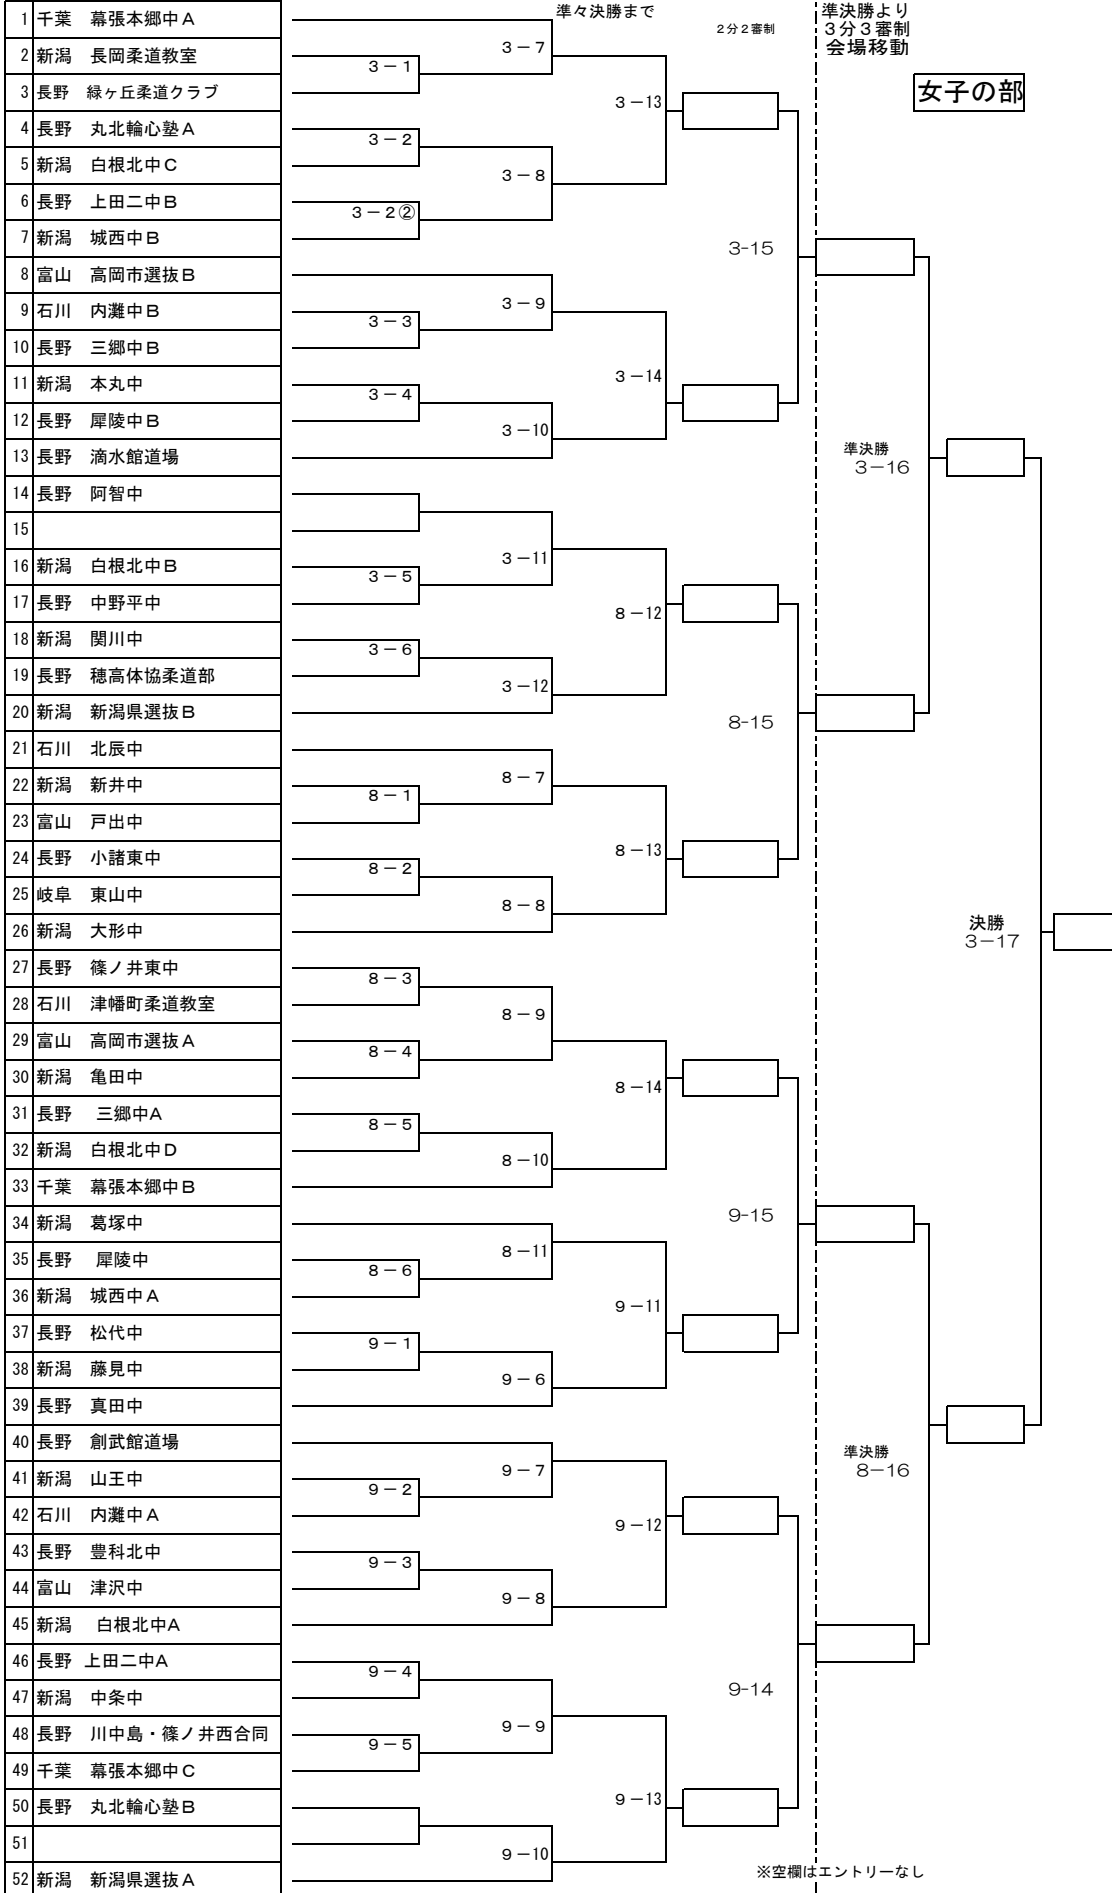 準々決勝まで
2分2審制
準決勝より
3分3審制
会場移動
女子の部
1 千葉 幕張本郷中A
2 新潟 長岡柔道教室
3 長野 緑ヶ丘柔道クラブ
4 長野 丸北輪心塾A
5 新潟 白根北中C
6 長野 上田二中B
7 新潟 城西中B
8 富山 高岡市選抜B
9 石川 内灘中B
10 長野 三郷中B
11 新潟 本丸中
12 長野 犀陵中B
13 長野 滴水館道場
14 長野 阿智中
15
16 新潟 白根北中B
17 長野 中野平中
18 新潟 関川中
19 長野 穂高体協柔道部
20 新潟 新潟県選抜B
21 石川 北辰中
22 新潟 新井中
23 富山 戸出中
24 長野 小諸東中
25 岐阜 東山中
26 新潟 大形中
27 長野 篠ノ井東中
28 石川 津幡町柔道教室
29 富山 高岡市選抜A
30 新潟 亀田中
31 長野 三郷中A
32 新潟 白根北中D
33 千葉 幕張本郷中B
34 新潟 葛塚中
35 長野 犀陵中
36 新潟 城西中A
37 長野 松代中
38 新潟 藤見中
39 長野 真田中
40 長野 創武館道場
41 新潟 山王中
42 石川 内灘中A
43 長野 豊科北中
44 富山 津沢中
45 新潟 白根北中A
46 長野 上田二中A
47 新潟 中条中
48 長野 川中島・篠ノ井西合同
49 千葉 幕張本郷中C
50 長野 丸北輪心塾B
51
52 新潟 新潟県選抜A
3－1
3－2
3－2②
3－3
3－4
3－5
3－6
8－1
8－2
8－3
8－4
8－5
8－6
9－1
9－2
9－3
9－4
9－5
3－7
3－8
3－9
3－10
3－11
3－12
8－7
8－8
8－9
8－10
8－11
9－6
9－7
9－8
9－9
9－10
3－13
3－14
8－12
8－13
8－14
9－11
9－12
9－13
3-15
8-15
9-15
9-14
準決勝
3－16
準決勝
8－16
決勝
3－17
※空欄はエントリーなし